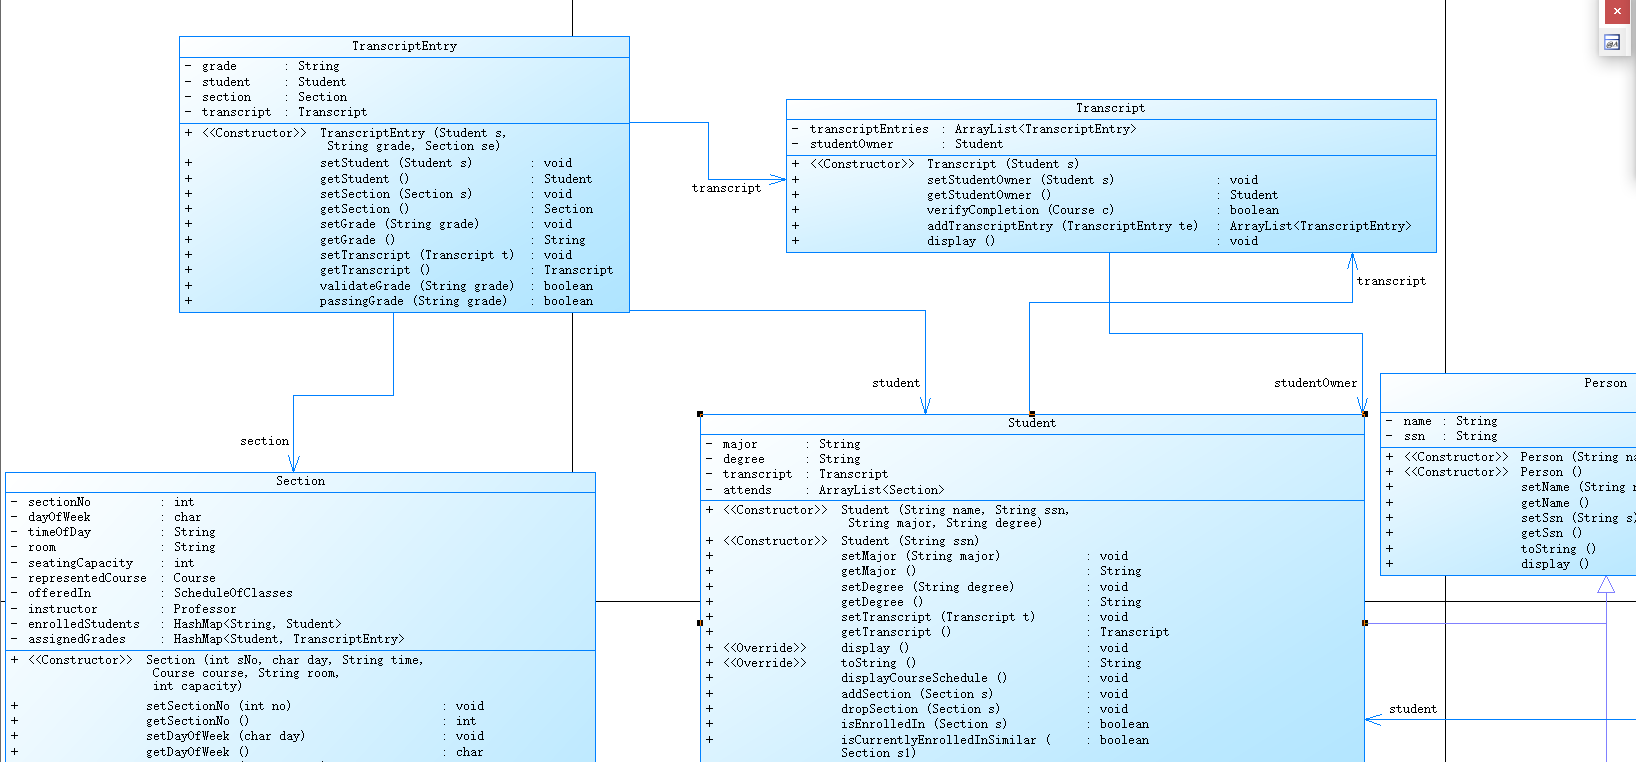 TranscriptEntry
- grade : String
- student : Student
- section : Section
- transcript : Transcript
+ <<Constructor>> TranscriptEntry (Student s,
String grade, Section se)
+ setStudent (Student s) : void
+ getStudent () : Student
+ setSection (Section s) : void
+ getSection () : Section
+ setGrade (String grade) : void
+ getGrade () : String
+ setTranscript (Transcript t) : void
+ getTranscript () : Transcript
+ validateGrade (String grade) : boolean
+ passingGrade (String grade) : boolean
transcript
Transcript
- transcriptEntries : ArrayList<TranscriptEntry>
- studentOwner : Student
+ <<Constructor>> Transcript (Student s)
+ setStudentOwner (Student s) : void
+ getStudentOwner () : Student
+ verifyCompletion (Course c) : boolean
+ addTranscriptEntry (TranscriptEntry te) : ArrayList<TranscriptEntry>
+ display () : void
transcript
student
studentOwner
section
Section
- sectionNo : int
- dayOfWeek : char
- timeOfDay : String
- room : String
- seatingCapacity : int
- representedCourse : Course
- offeredIn : ScheduleOfClasses
- instructor : Professor
- enrolledStudents : HashMap<String, Student>
- assignedGrades : HashMap<Student, TranscriptEntry>
+ <<Constructor>> Section (int sNo, char day, String time,
Course course, String room,
int capacity)
+ setSectionNo (int no) : void
+ getSectionNo () : int
+ setDayOfWeek (char day) : void
+ getDayOfWeek () : char
Student
- major : String
- degree : String
- transcript : Transcript
- attends : ArrayList<Section>
+ <<Constructor>> Student (String name, String ssn,
String major, String degree)
+ <<Constructor>> Student (String ssn)
+ setMajor (String major) : void
+ getMajor () : String
+ setDegree (String degree) : void
+ getDegree () : String
+ setTranscript (Transcript t) : void
+ getTranscript () : Transcript
+ <<Override>> display () : void
+ <<Override>> toString () : String
+ displayCourseSchedule () : void
+ addSection (Section s) : void
+ dropSection (Section s) : void
+ isEnrolledIn (Section s) : boolean
+ isCurrentlyEnrolledInSimilar ( : boolean
Section s1)
Person
- name : String
- ssn : String
+ <<Constructor>> Person (String na
+ <<Constructor>> Person ()
+ setName (String
+ getName ()
+ setSsn (String s)
+ getSsn ()
+ toString ()
+ display ()
student